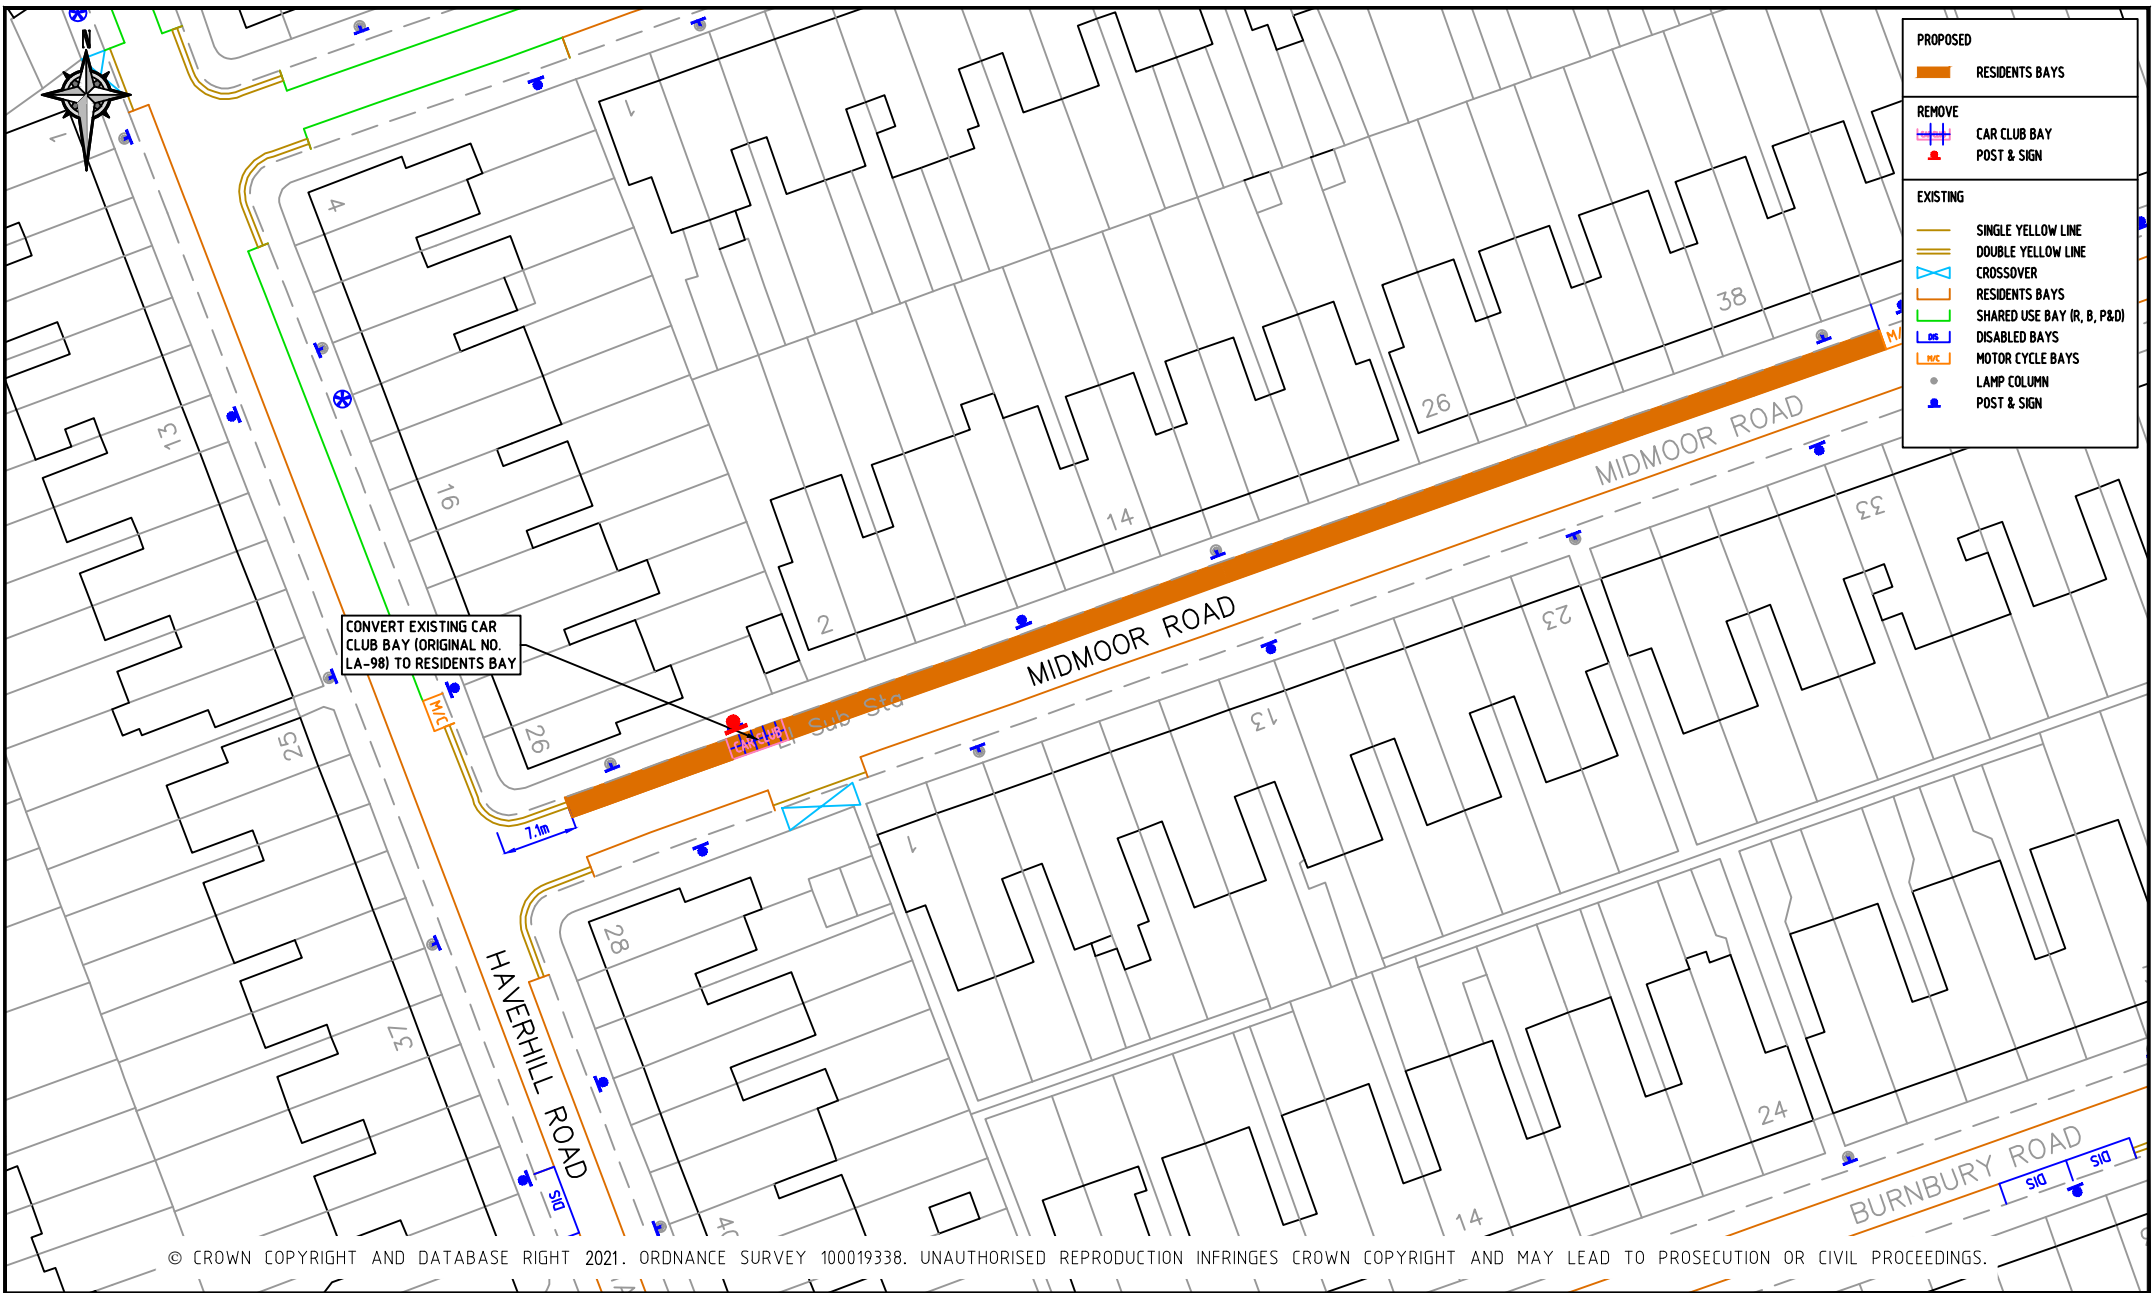 N
PROPOSED
RESIDENTS BAYS
REMOVE
CAR CLUB BAY
POST & SIGN
EXISTING
SINGLE YELLOW LINE
DOUBLE YELLOW LINE
CROSSOVER
RESIDENTS BAYS
SHARED USE BAY (R, B, P&D)
DIS DISABLED BAYS
M/C MOTOR CYCLE BAYS
LAMP COLUMN
POST & SIGN
1
1
4
13
16
38
26
14
2
MIDMOOR ROAD
33
23
MIDMOOR ROAD
13
CONVERT EXISTING CAR
CLUB BAY (ORIGINAL NO.
LA-98) TO RESIDENTS BAY
M/C
El Sub Sta
26
25
7.1m
1
28
HAVERHILL ROAD
37
DIS
40
24
14
BURNBURY ROAD
DIS
DIS
© CROWN COPYRIGHT AND DATABASE RIGHT 2021. ORDNANCE SURVEY 100019338. UNAUTHORISED REPRODUCTION INFRINGES CROWN COPYRIGHT AND MAY LEAD TO PROSECUTION OR CIVIL PROCEEDINGS.